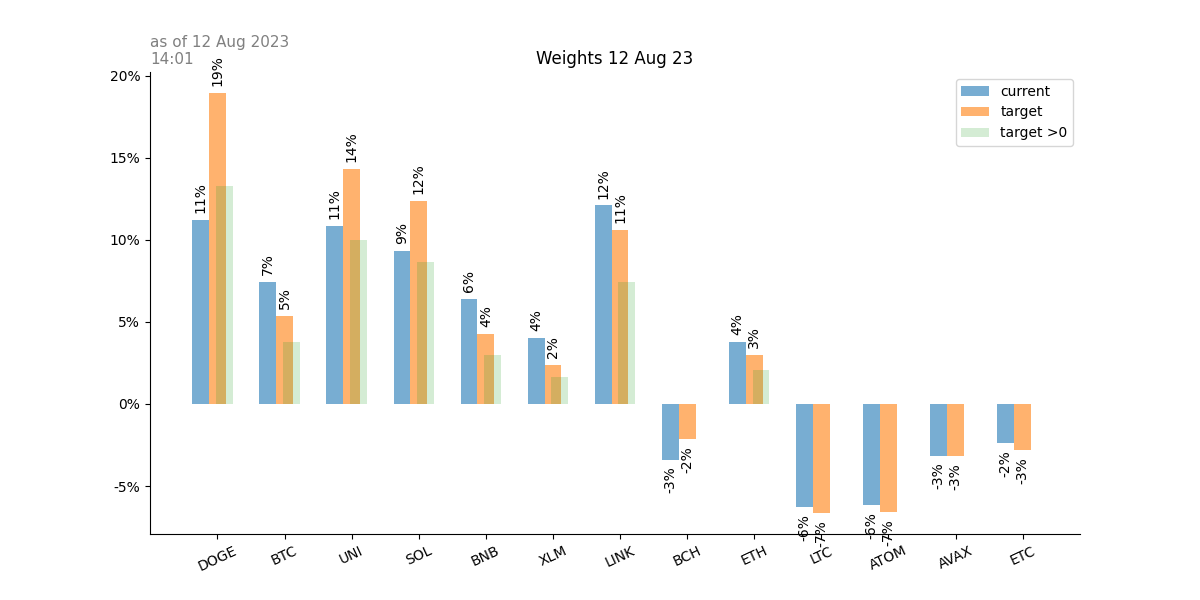 as of 12 Aug 2023
14:01
Weights 12 Aug 23
20%
15%
10%
5%
0%
-5%
current
target
target >0
11%
19%
7%
5%
11%
14%
9%
12%
6%
4%
4%
2%
12%
11%
-3%
-2%
4%
3%
-6%
-7%
-6%
-7%
-3%
-3%
-2%
-3%
DOGE
BTC
UNI
SOL
BNB
XLM
LINK
BCH
ETH
LTC
ATOM
AVAX
ETC